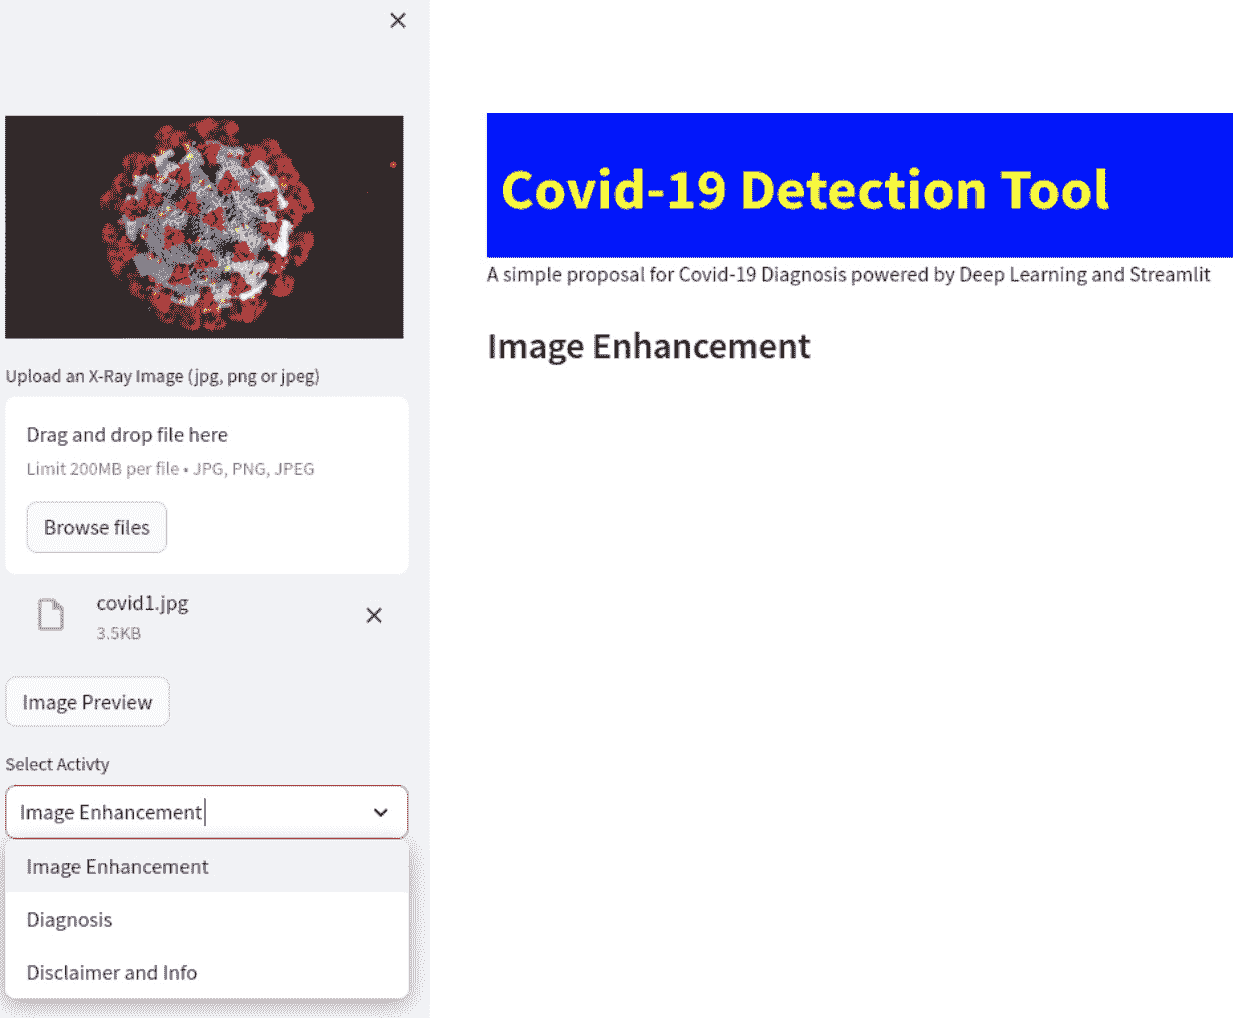 Upload an X-Ray Image (jpg, png or jpeg)
Drag and drop file here
Limit 200MB per file • JPG, PNG, JPEG
Browse files
covid1.jpg
3.5KB
Image Preview
Select Activty
Image Enhancement
Image Enhancement
Diagnosis
Disclaimer and Info
Covid-19 Detection Tool
A simple proposal for Covid-19 Diagnosis powered by Deep Learning and Streamlit
Image Enhancement